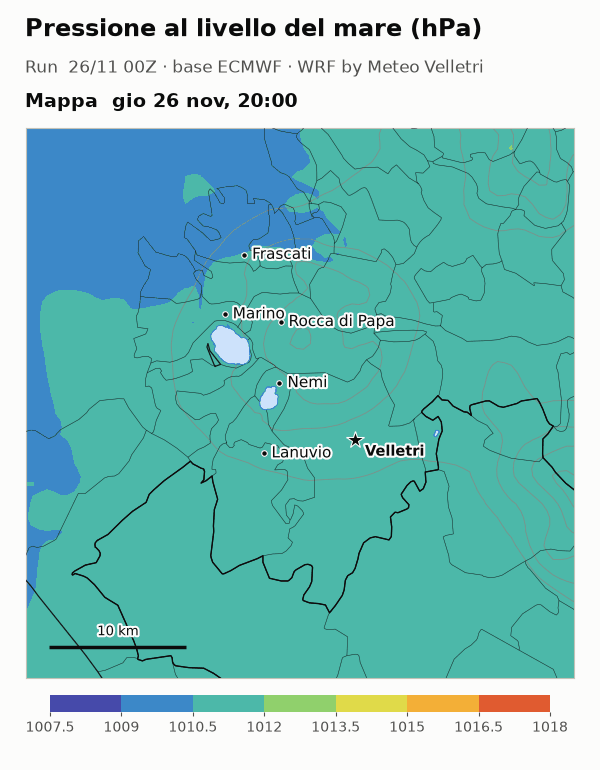 Pressione al livello del mare (hPa)
Run  26/11 00Z · base ECMWF · WRF by Meteo Velletri
Mappa  gio 26 nov, 20:00
Frascati
Marino
Rocca di Papa
Nemi
Velletri
Lanuvio
10 km
1007.5 1009 1010.5 1012 1013.5 1015 1016.5 1018